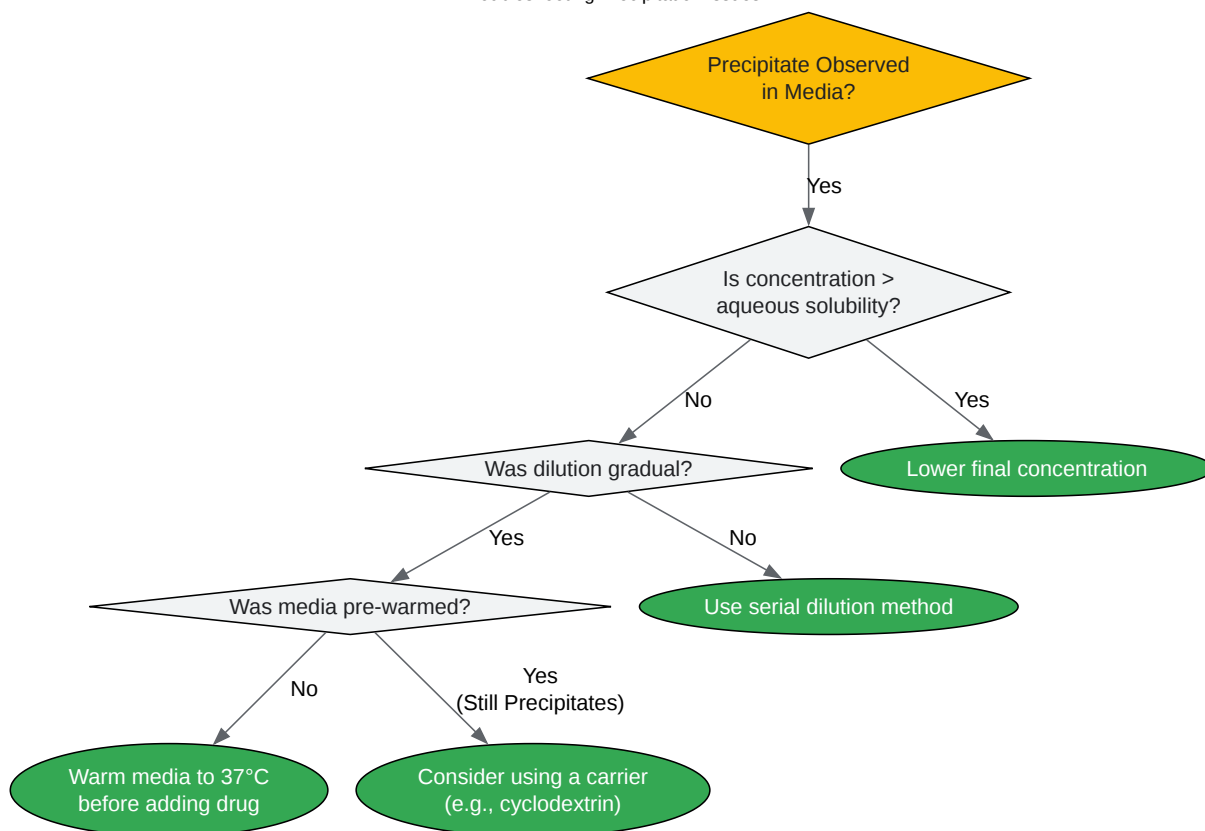 Precipitate Observed
in Media?
Yes
Is concentration >
aqueous solubility?
No
Yes
Was dilution gradual?
Lower final concentration
Yes
No
Was media pre-warmed?
Use serial dilution method
No
Yes
(Still Precipitates)
Warm media to 37°C
before adding drug
Consider using a carrier
(e.g., cyclodextrin)